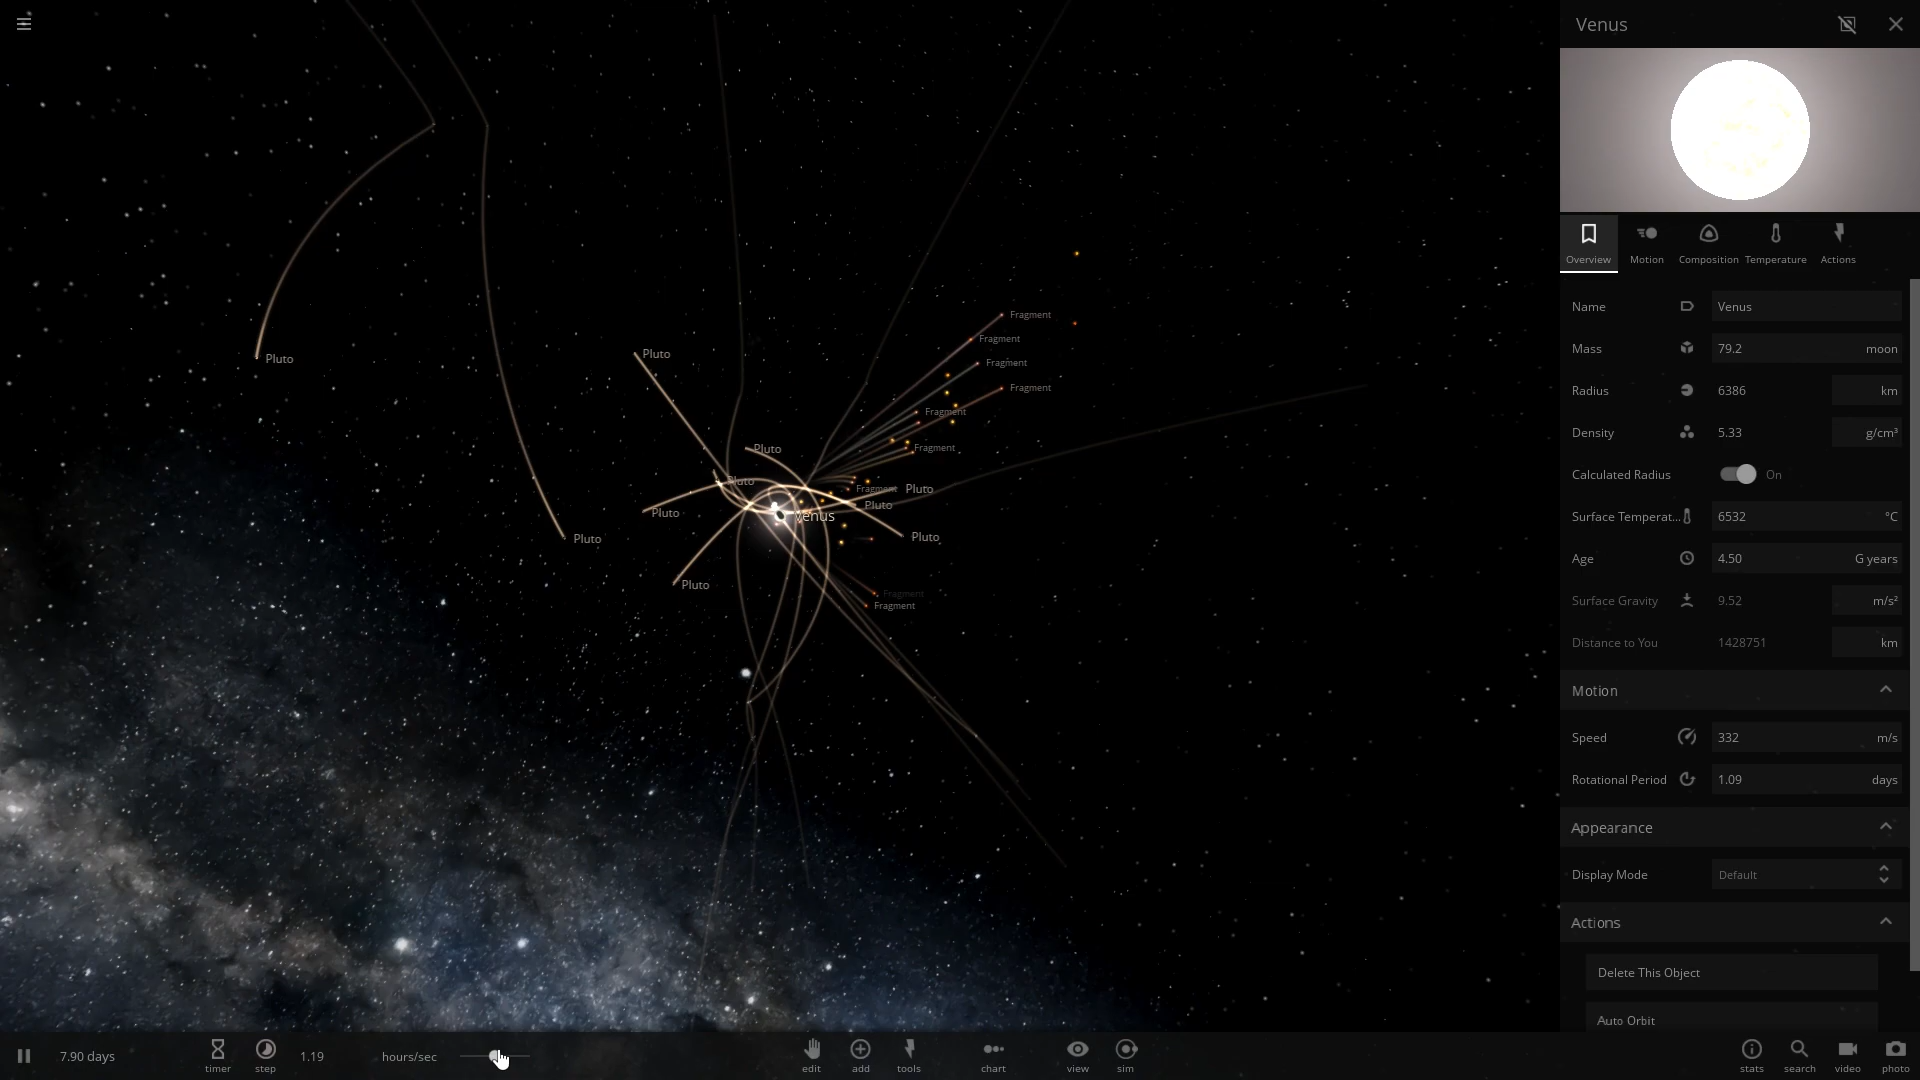 Venus
Overview
Motion
Composition
Temperature
Actions
Name Venus
Mass 79.2 moon
Radius 6386 km
Density 5.33 g/cm³
Calculated Radius On
Surface Temperat... 6532 °C
Age 4.50 G years
Surface Gravity 9.52 m/s²
Distance to You 1428751 km
Motion
Speed 332 m/s
Rotational Period 1.09 days
Appearance
Display Mode Default
Actions
Delete This Object
Auto Orbit
Fragment
Fragment
Pluto
Pluto
Fragment
Fragment
Fragment
Pluto
Fragment
Pluto
Fragment
Pluto
Pluto
Pluto
Venus
Pluto
Pluto
Pluto
Fragment
Fragment
7.90 days
timer
step
1.19 hours/sec
edit
add
tools
chart
view
sim
stats
search
video
photo